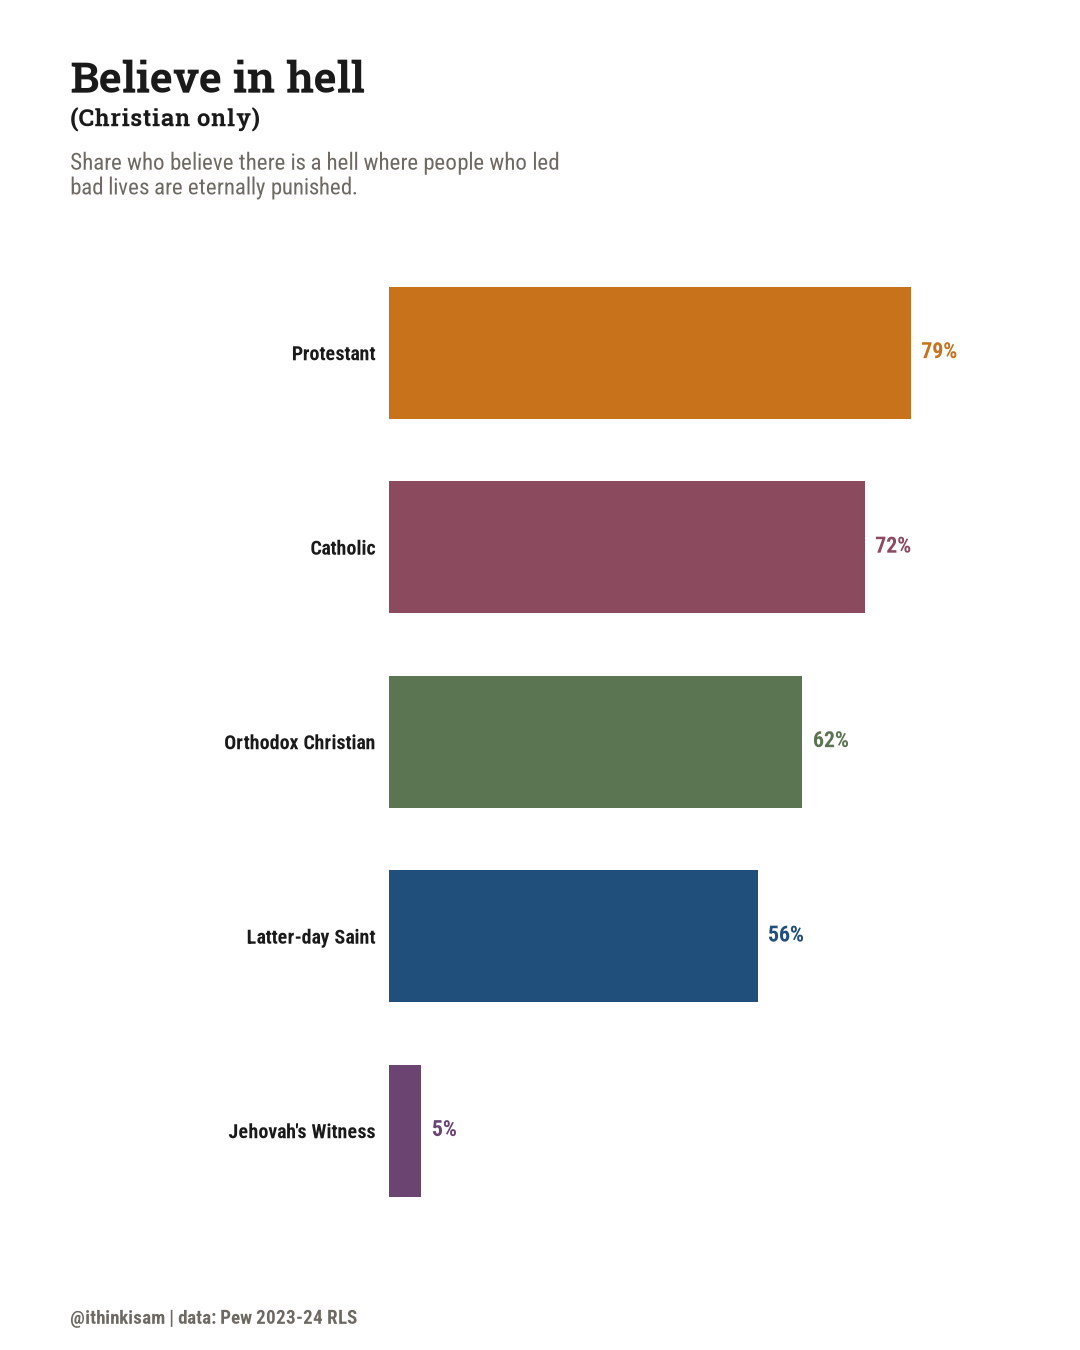 Believe in hell
(Christian only)
Share who believe there is a hell where people who led
bad lives are eternally punished.
Protestant 79%
Catholic 72%
Orthodox Christian 62%
Latter-day Saint 56%
Jehovah's Witness 5%
@ithinkisam | data: Pew 2023-24 RLS